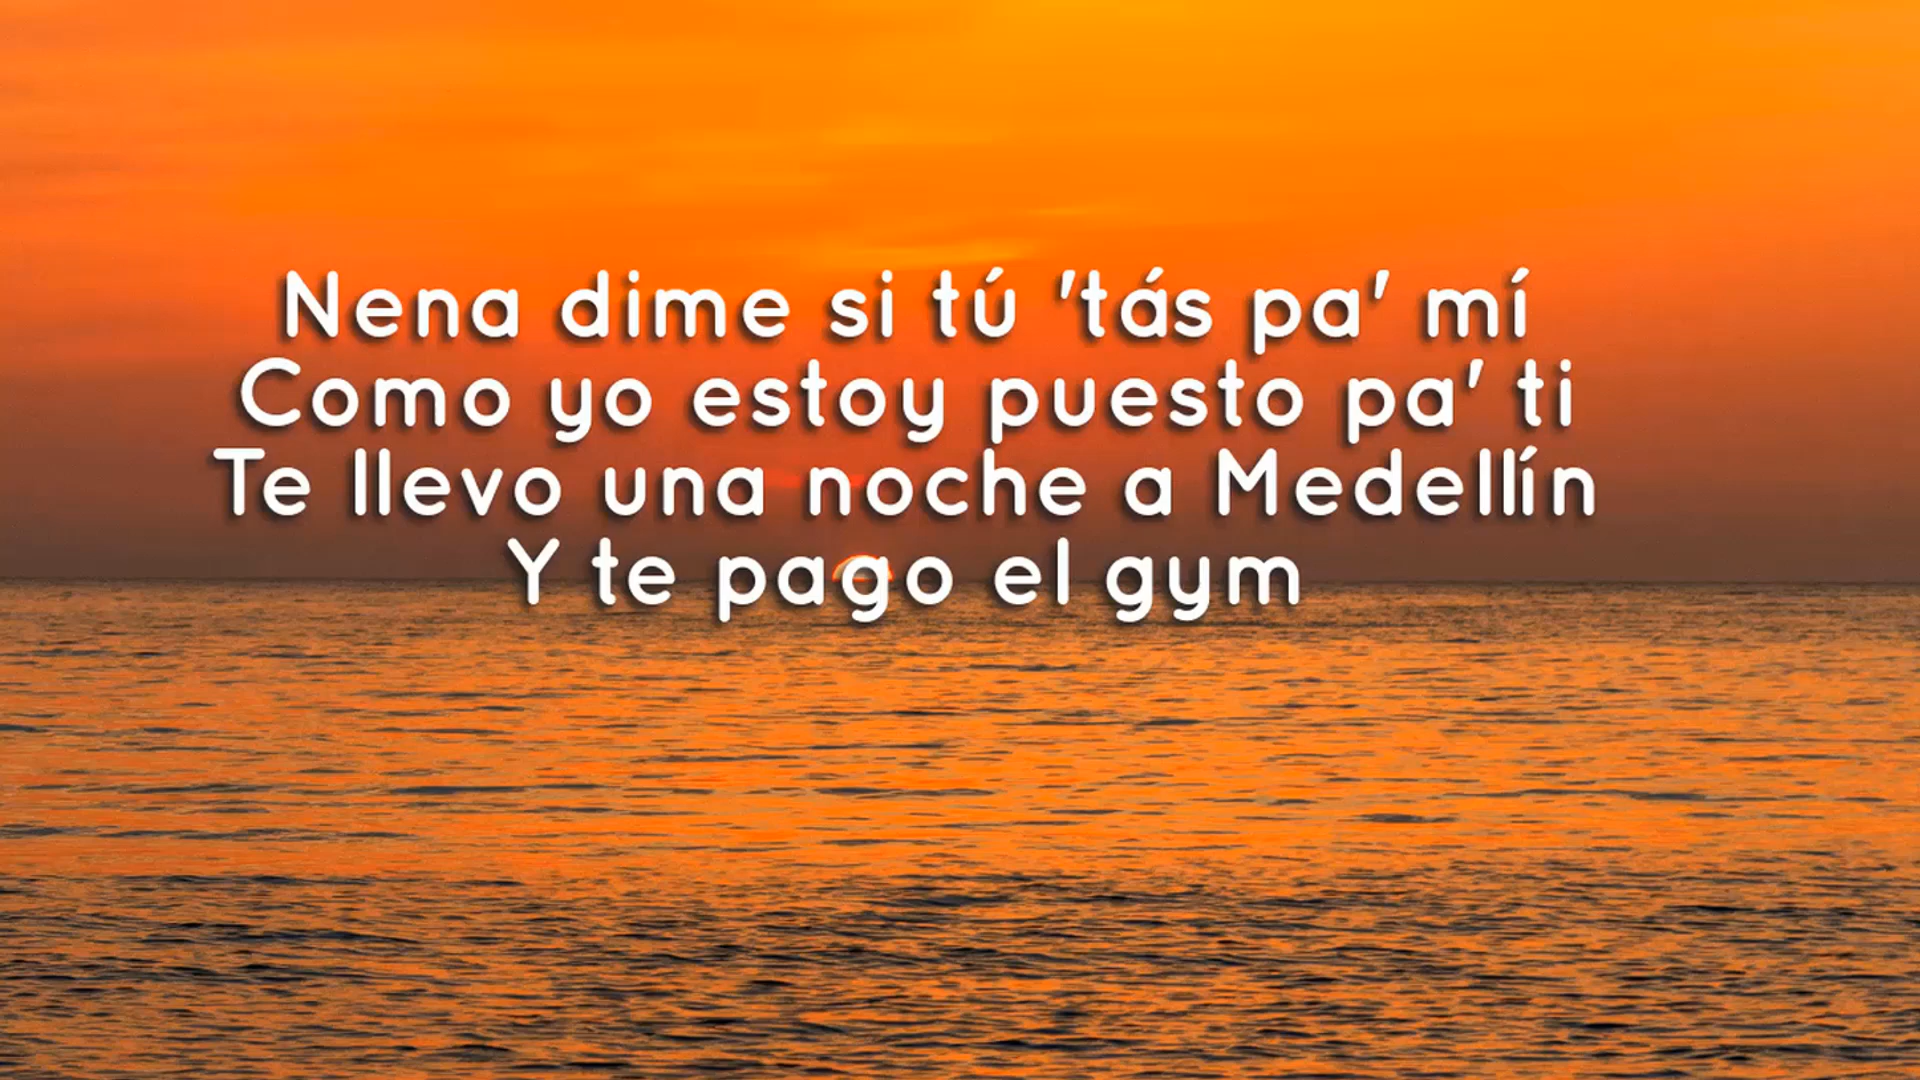 Nena dime si tú 'tás pa' mí
Como yo estoy puesto pa' ti
Te llevo una noche a Medellín
Y te pago el gym